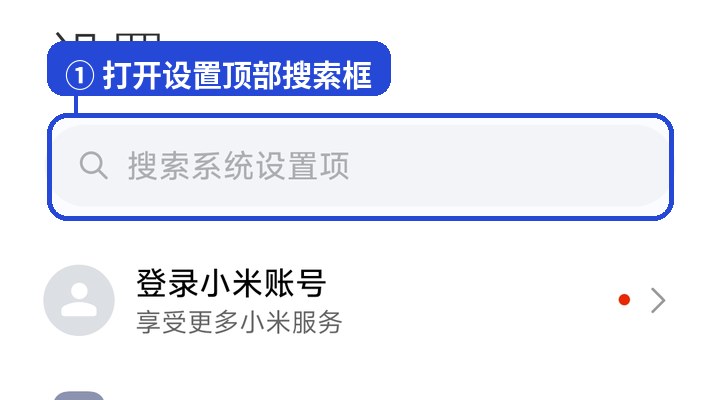 ① 打开设置顶部搜索框
搜索系统设置项
登录小米账号
享受更多小米服务